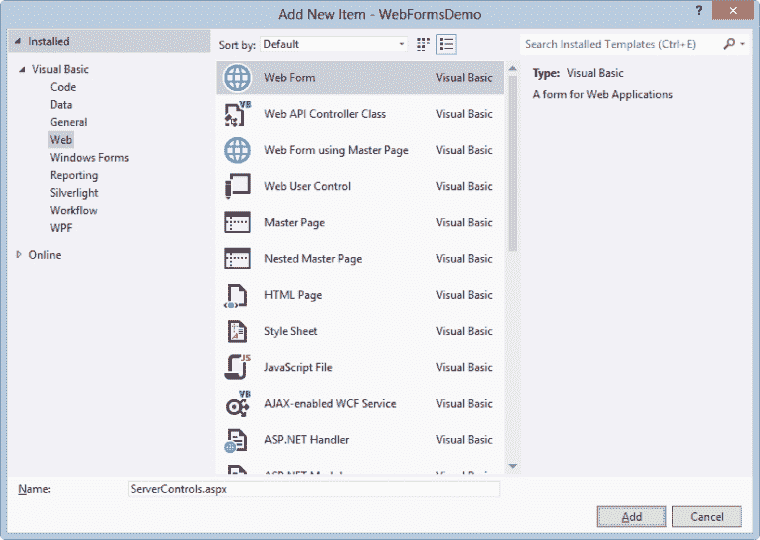 Add New Item - WebFormsDemo
?
Installed
Sort by: Default
Search Installed Templates (Ctrl+E)
Visual Basic
Code
Data
General
Web
Windows Forms
Reporting
Silverlight
Workflow
WPF
Online
Web Form Visual Basic
Web API Controller Class Visual Basic
Web Form using Master Page Visual Basic
Web User Control Visual Basic
Master Page Visual Basic
Nested Master Page Visual Basic
HTML Page Visual Basic
Style Sheet Visual Basic
JavaScript File Visual Basic
AJAX-enabled WCF Service Visual Basic
ASP.NET Handler Visual Basic
Type: Visual Basic
A form for Web Applications
Name: ServerControls.aspx
Add
Cancel